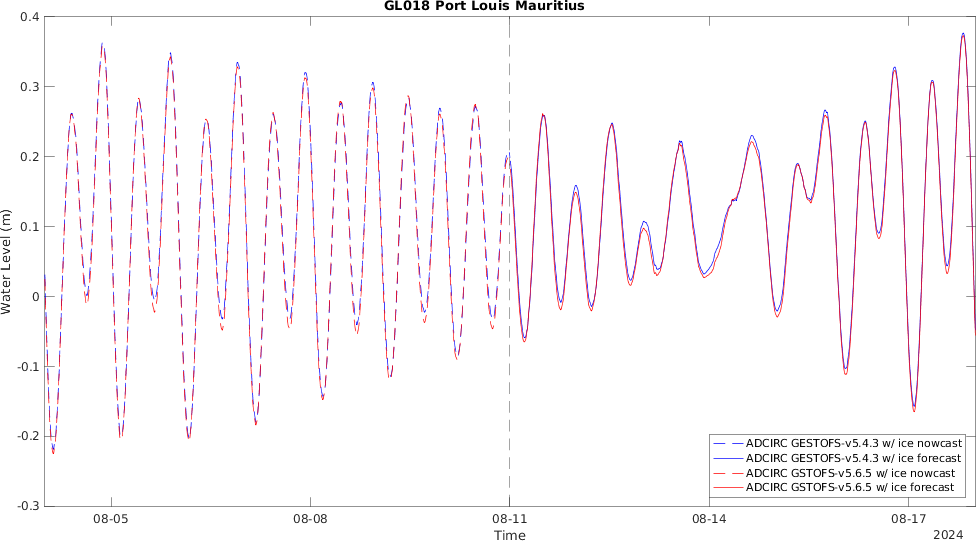 GL018 Port Louis Mauritius
0.4
0.3
0.2
0.1
0
-0.1
-0.2
-0.3
Water Level (m)
ADCIRC GESTOFS-v5.4.3 w/ ice nowcast
ADCIRC GESTOFS-v5.4.3 w/ ice forecast
ADCIRC GSTOFS-v5.6.5 w/ ice nowcast
ADCIRC GSTOFS-v5.6.5 w/ ice forecast
08-05 08-08 08-11 08-14 08-17
Time
2024